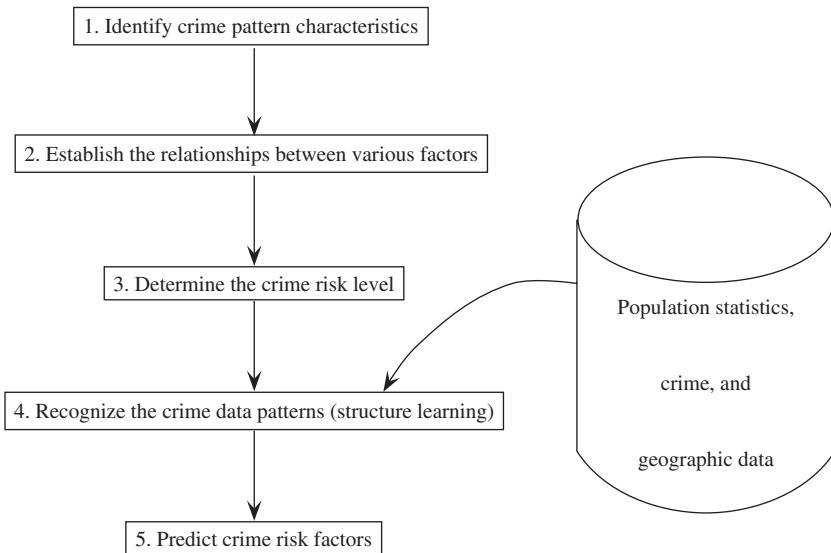 1. Identify crime pattern characteristics
2. Establish the relationships between various factors
3. Determine the crime risk level
Population statistics,
crime, and
4. Recognize the crime data patterns (structure learning)
geographic data
5. Predict crime risk factors